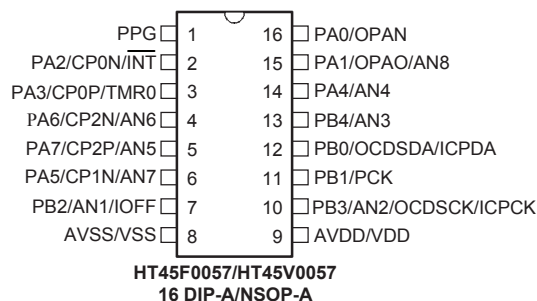 PPG 1 16 PA0/OPAN
PA2/CP0N/INT 2 15 PA1/OPAO/AN8
PA3/CP0P/TMR0 3 14 PA4/AN4
PA6/CP2N/AN6 4 13 PB4/AN3
PA7/CP2P/AN5 5 12 PB0/OCDSDA/ICPDA
PA5/CP1N/AN7 6 11 PB1/PCK
PB2/AN1/IOFF 7 10 PB3/AN2/OCDSCK/ICPCK
AVSS/VSS 8 9 AVDD/VDD
HT45F0057/HT45V0057
16 DIP-A/NSOP-A